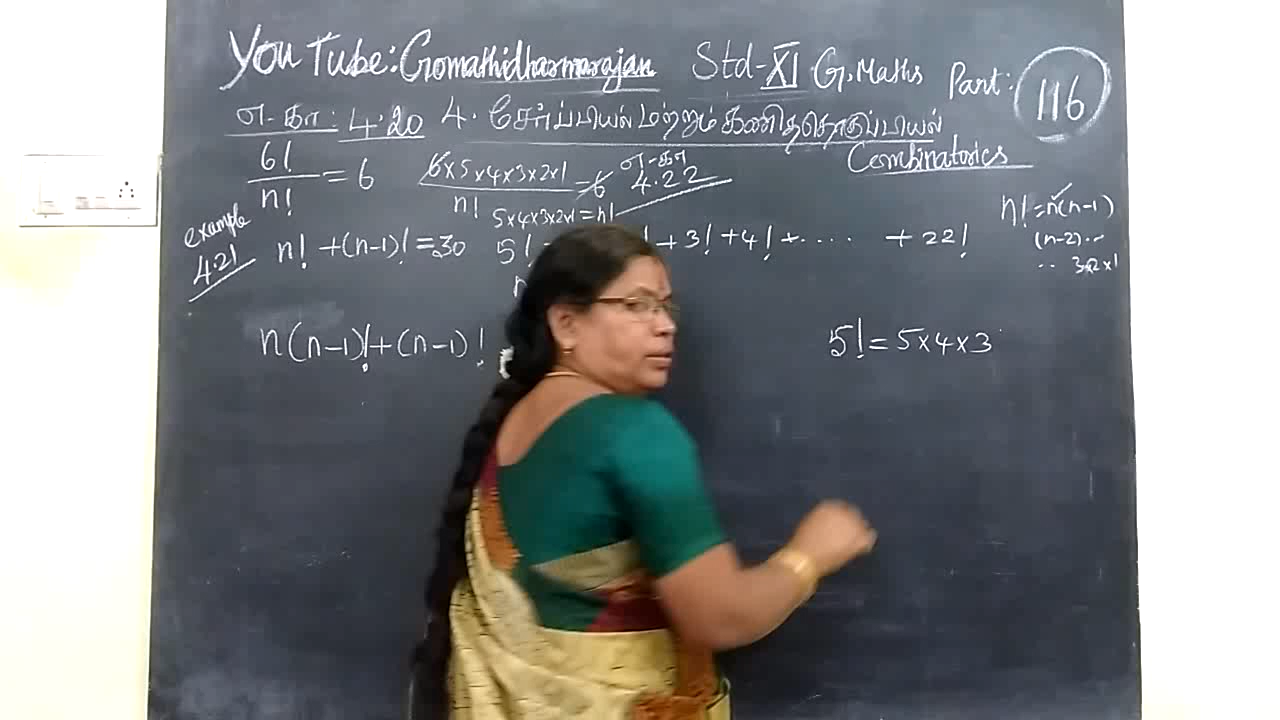 You Tube: Gomathidharmarajan Std-XI G.Maths Part: 116
எ.கா: 4.20 4. சேர்ப்பியல் மற்றும் கணிததொகுப்பியல்
Combinatorics
6!/n! = 6 6×5×4×3×2×1/n! = 6 எ.கா 4.22
5×4×3×2×1 = n!
n! = n(n-1)
(n-2)..
.. 3×2×1
example 4.21 n! + (n-1)! = 30 5! ! + 3! + 4! + .... + 22!
n
n(n-1)! + (n-1)! 5! = 5×4×3